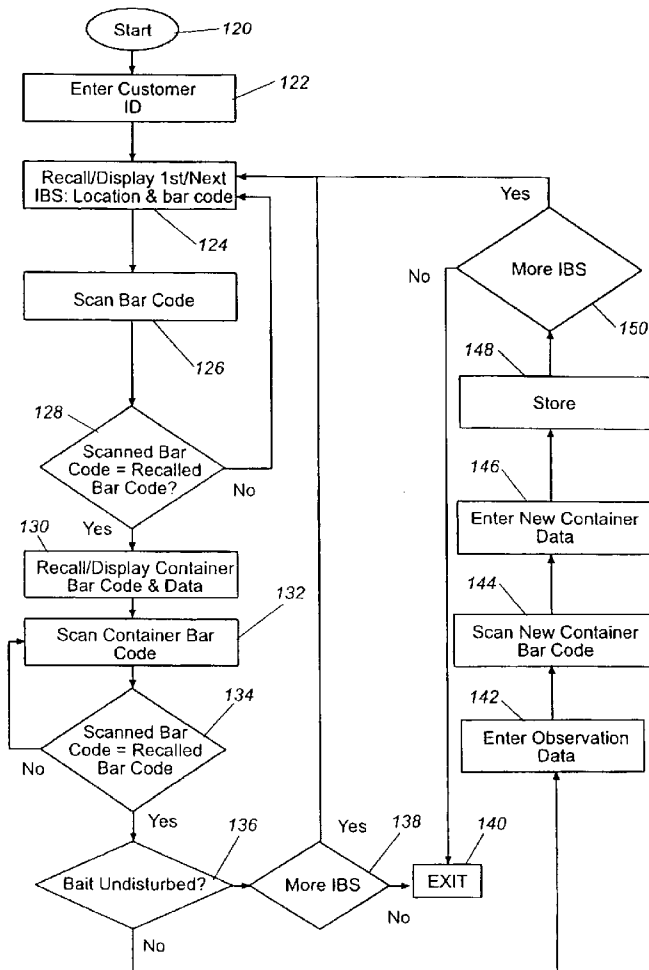 Start
120
Enter Customer
ID
122
Recall/Display 1st/Next
IBS: Location & bar code
124
Scan Bar Code
126
128
Scanned Bar
Code = Recalled
Bar Code?
No
Yes
130
Recall/Display Container
Bar Code & Data
132
Scan Container Bar
Code
134
Scanned Bar
Code = Recalled
Bar Code
No
Yes
136
Bait Undisturbed?
No
Yes
138
More IBS
No
140
EXIT
142
Enter Observation
Data
144
Scan New Container
Bar Code
146
Enter New Container
Data
148
Store
More IBS
150
Yes
No